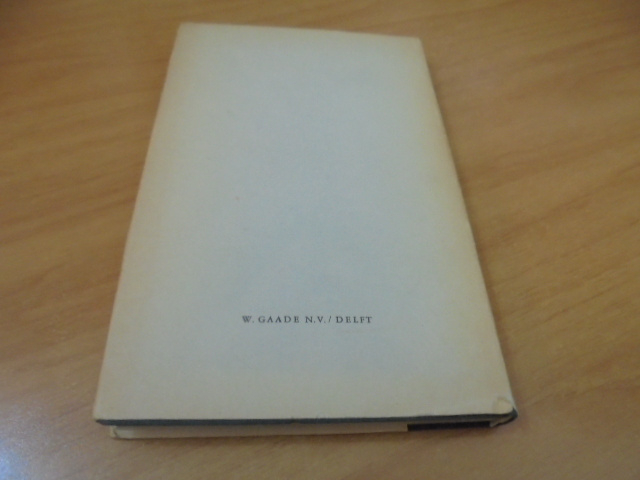 W. GAADE N.V. / DELFT